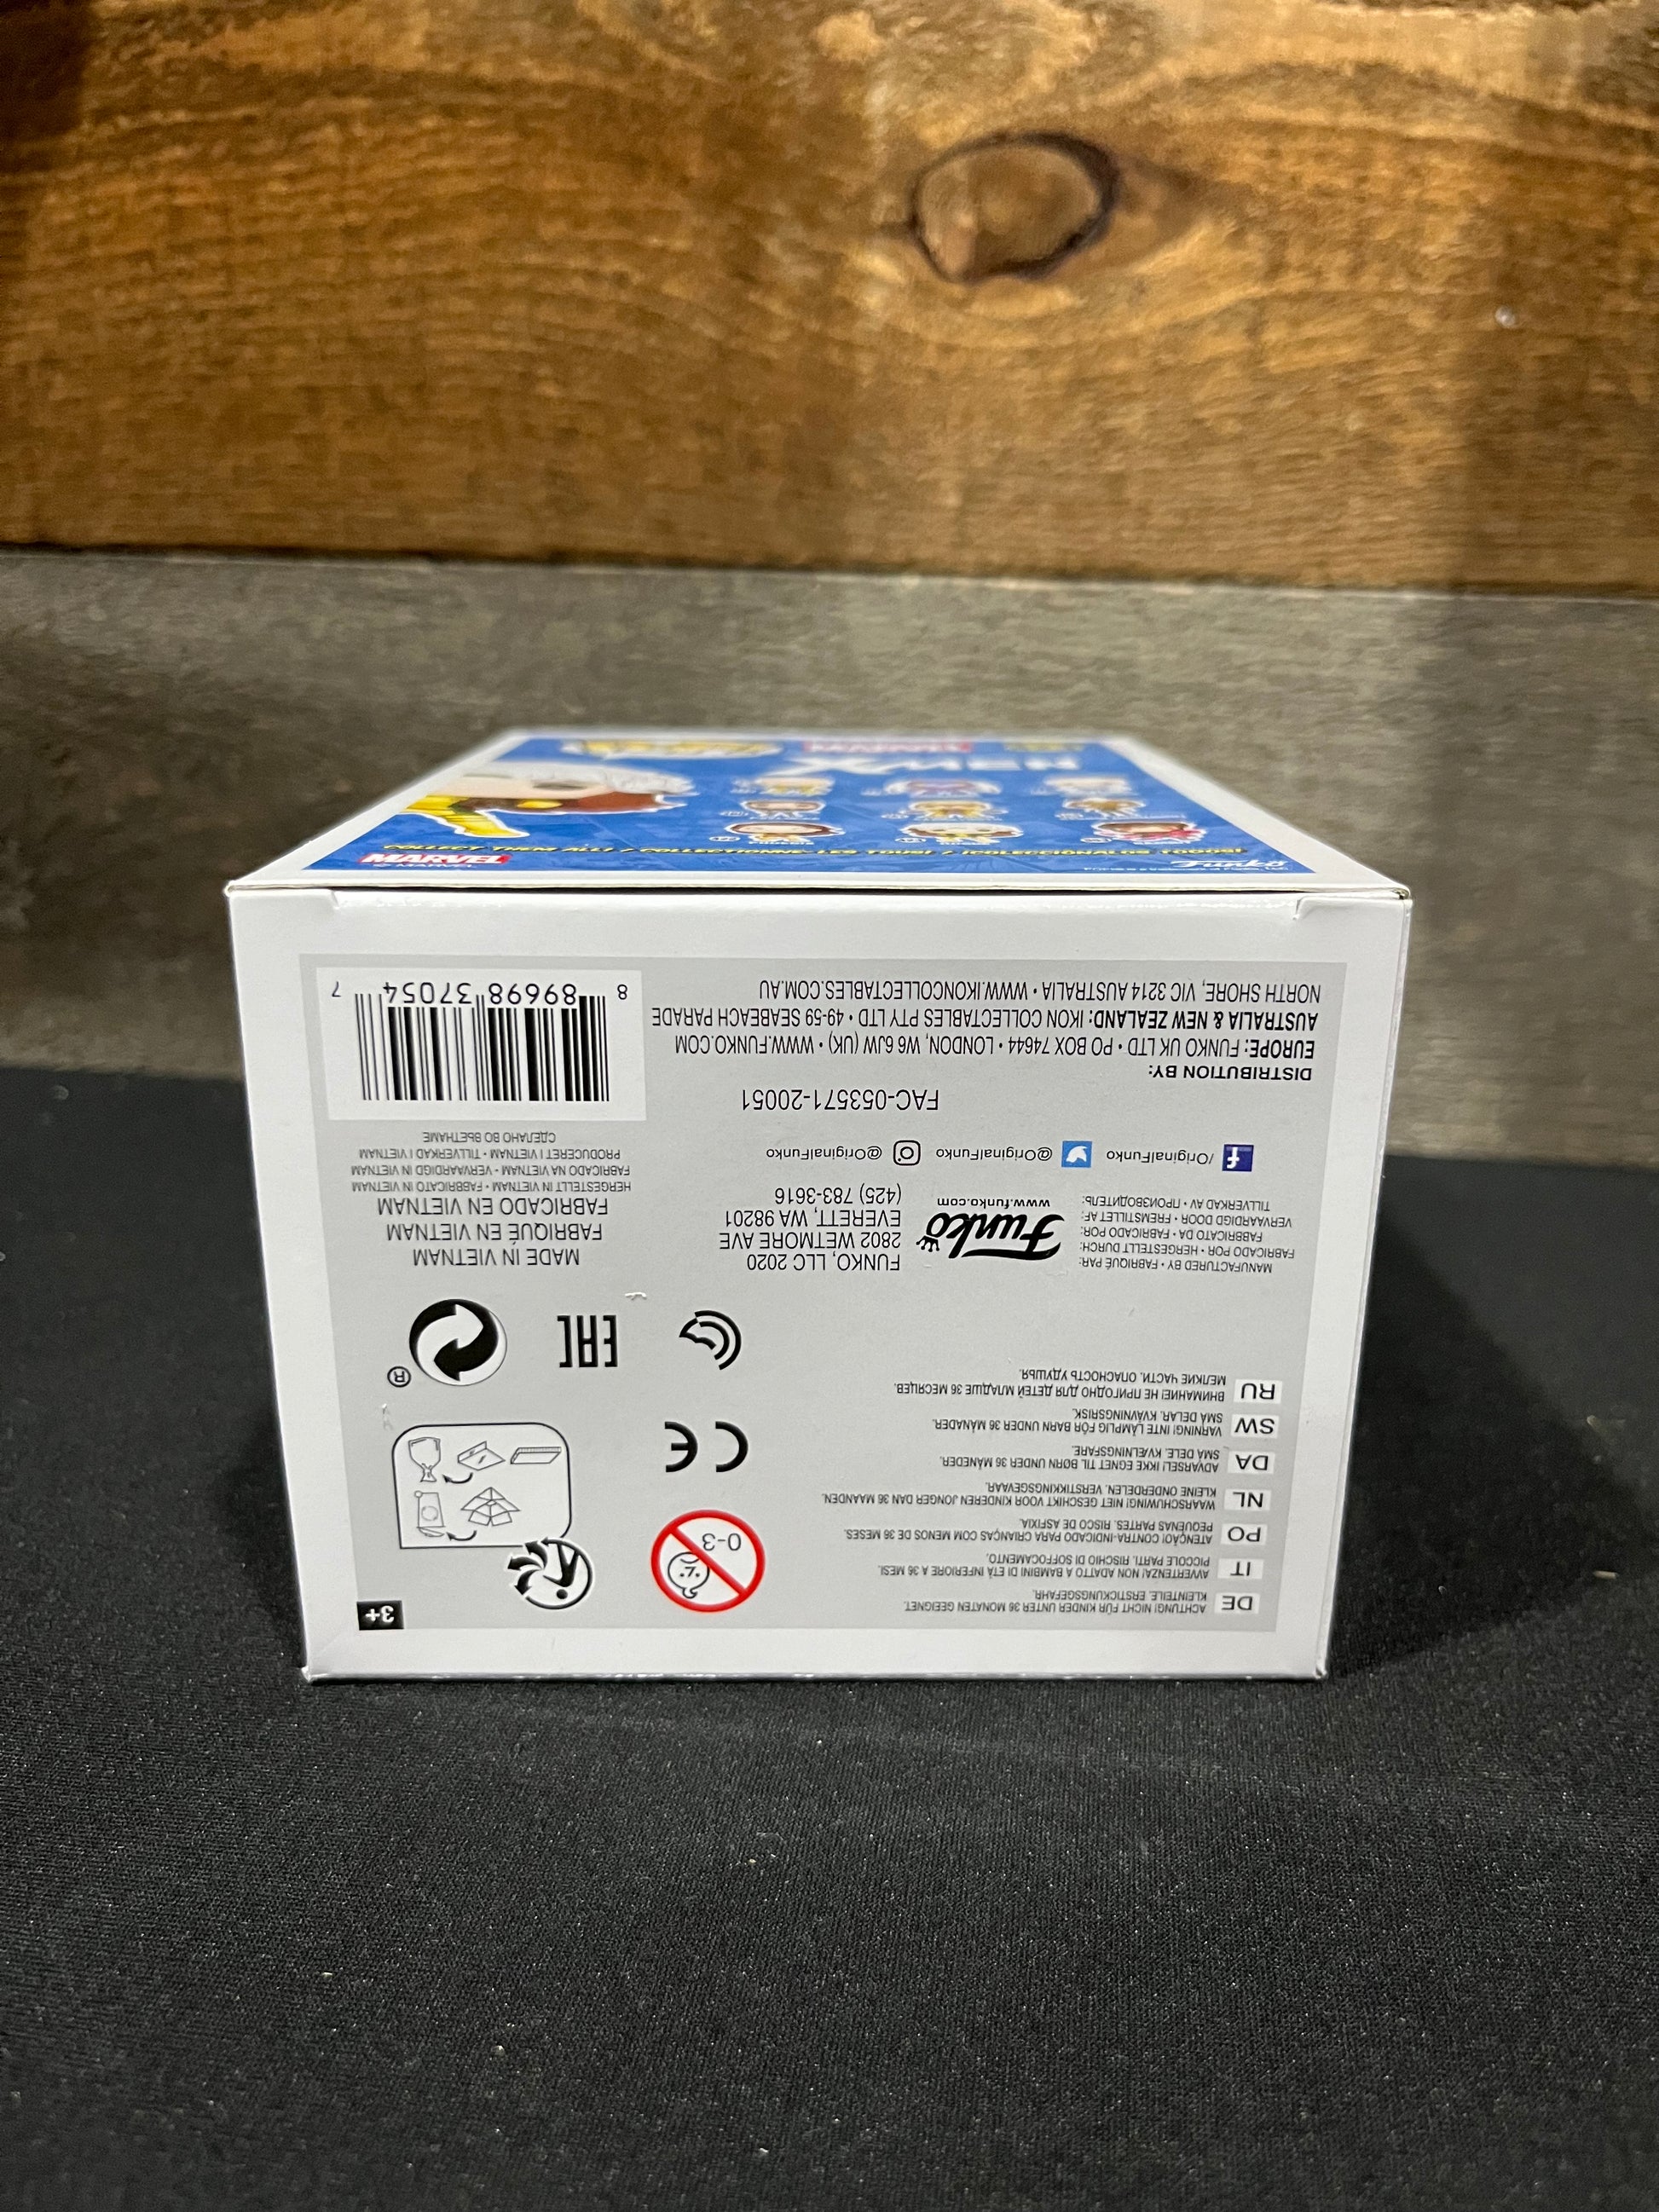 DE
ACHTUNG! NICHT FÜR KINDER UNTER 36 MONATEN GEEIGNET.
KLEINTEILE. ERSTICKUNGSGEFAHR.
IT
AVVERTENZA! NON ADATTO A BAMBINI DI ETÀ INFERIORE A 36 MESI.
PICCOLE PARTI. RISCHIO DI SOFFOCAMENTO.
PO
ATENÇÃO! CONTRA-INDICADO PARA CRIANÇAS COM MENOS DE 36 MESES.
PEQUENAS PARTES. RISCO DE ASFIXIA.
NL
WAARSCHUWING! NIET GESCHIKT VOOR KINDEREN JONGER DAN 36 MAANDEN.
KLEINE ONDERDELEN. VERSTIKKINGSGEVAAR.
DA
ADVARSEL! IKKE EGNET TIL BØRN UNDER 36 MÅNEDER.
SMÅ DELE. KVÆLNINGSFARE.
SW
VARNING! INTE LÄMPLIG FÖR BARN UNDER 36 MÅNADER.
SMÅ DELAR. KVÄVNINGSRISK.
RU
ВНИМАНИЕ! НЕ ПРИГОДНО ДЛЯ ДЕТЕЙ МЛАДШЕ 36 МЕСЯЦЕВ.
МЕЛКИЕ ЧАСТИ. ОПАСНОСТЬ УДУШЬЯ.
0-3
3+
CE
EAC
®
MANUFACTURED BY • FABRIQUÉ PAR:
FABRICADO POR • HERGESTELLT DURCH:
FABBRICATO DA • FABRICADO POR:
VERVAARDIGD DOOR • FREMSTILLET AF:
TILLVERKAD AV • ПРОИЗВОДИТЕЛЬ:
Funko
www.funko.com
FUNKO, LLC 2020
2802 WETMORE AVE
EVERETT, WA 98201
(425) 783-3616
MADE IN VIETNAM
FABRIQUÉ EN VIETNAM
FABRICADO EN VIETNAM
HERGESTELLT IN VIETNAM • FABBRICATO IN VIETNAM
FABRICADO NA VIETNAM • VERVAARDIGD IN VIETNAM
PRODUCERET I VIETNAM • TILLVERKAD I VIETNAM
СДЕЛАНО ВО ВЬЕТНАМЕ
/OriginalFunko @OriginalFunko @OriginalFunko
FAC-053571-20051
DISTRIBUTION BY:
EUROPE: FUNKO UK LTD • PO BOX 74644 • LONDON, W6 6JW (UK) • WWW.FUNKO.COM
AUSTRALIA & NEW ZEALAND: IKON COLLECTABLES PTY LTD • 49-59 SEABEACH PARADE
NORTH SHORE, VIC 3214 AUSTRALIA • WWW.IKONCOLLECTABLES.COM.AU
8 89698 37054 7
MARVEL
COLLECT THEM ALL! / COLLECTIONNE-LES TOUS! / ¡COLECCIÓNALOS TODOS!
MARVEL
Funko